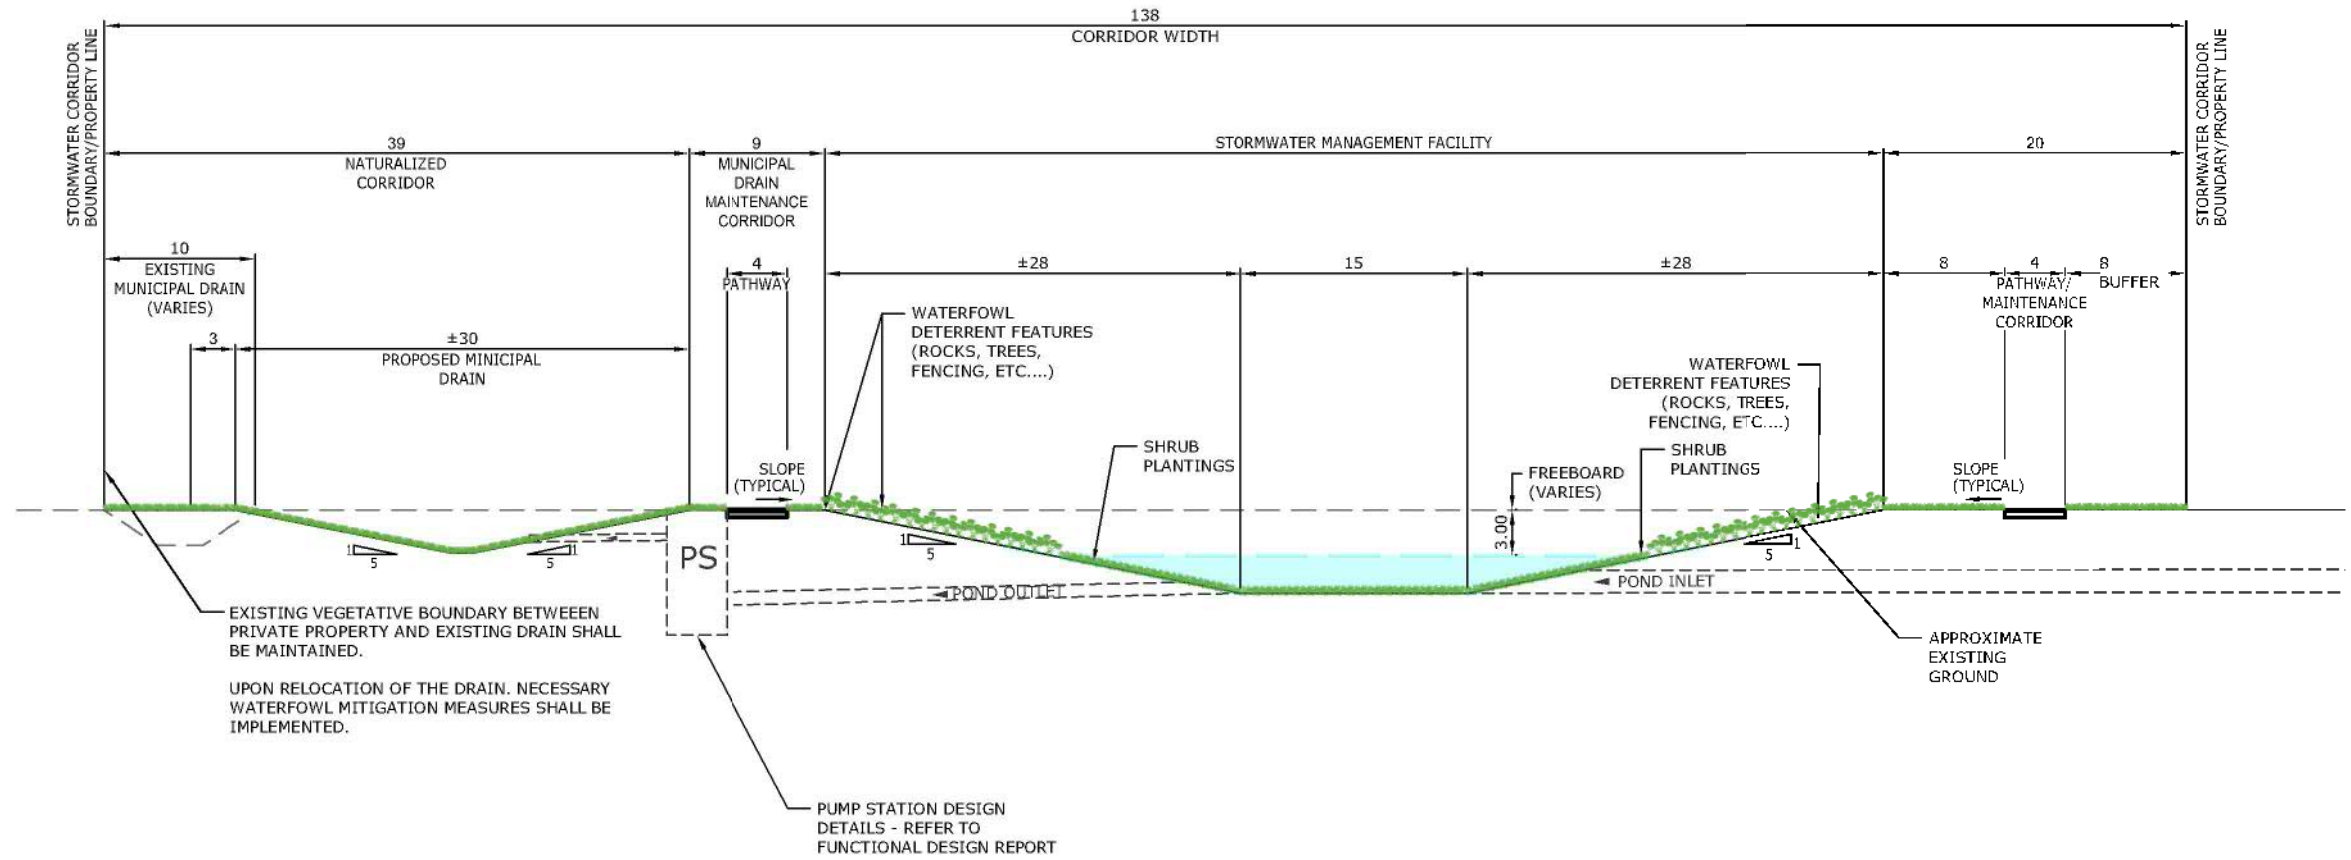 138
CORRIDOR WIDTH
STORMWATER CORRIDOR
BOUNDARY/PROPERTY LINE
STORMWATER CORRIDOR
BOUNDARY/PROPERTY LINE
39
NATURALIZED
CORRIDOR
9
MUNICIPAL
DRAIN
MAINTENANCE
CORRIDOR
STORMWATER MANAGEMENT FACILITY
20
10
EXISTING
MUNICIPAL DRAIN
(VARIES)
3
±30
PROPOSED MINICIPAL
DRAIN
4
PATHWAY
±28
15
±28
8
4
PATHWAY/
MAINTENANCE
CORRIDOR
8
BUFFER
WATERFOWL
DETERRENT FEATURES
(ROCKS, TREES,
FENCING, ETC....)
WATERFOWL
DETERRENT FEATURES
(ROCKS, TREES,
FENCING, ETC....)
SHRUB
PLANTINGS
SHRUB
PLANTINGS
FREEBOARD
(VARIES)
3.00
SLOPE
(TYPICAL)
SLOPE
(TYPICAL)
1
5
1
5
1
5
1
5
PS
POND OUTLET
POND INLET
EXISTING VEGETATIVE BOUNDARY BETWEEEN
PRIVATE PROPERTY AND EXISTING DRAIN SHALL
BE MAINTAINED.
UPON RELOCATION OF THE DRAIN. NECESSARY
WATERFOWL MITIGATION MEASURES SHALL BE
IMPLEMENTED.
APPROXIMATE
EXISTING
GROUND
PUMP STATION DESIGN
DETAILS - REFER TO
FUNCTIONAL DESIGN REPORT